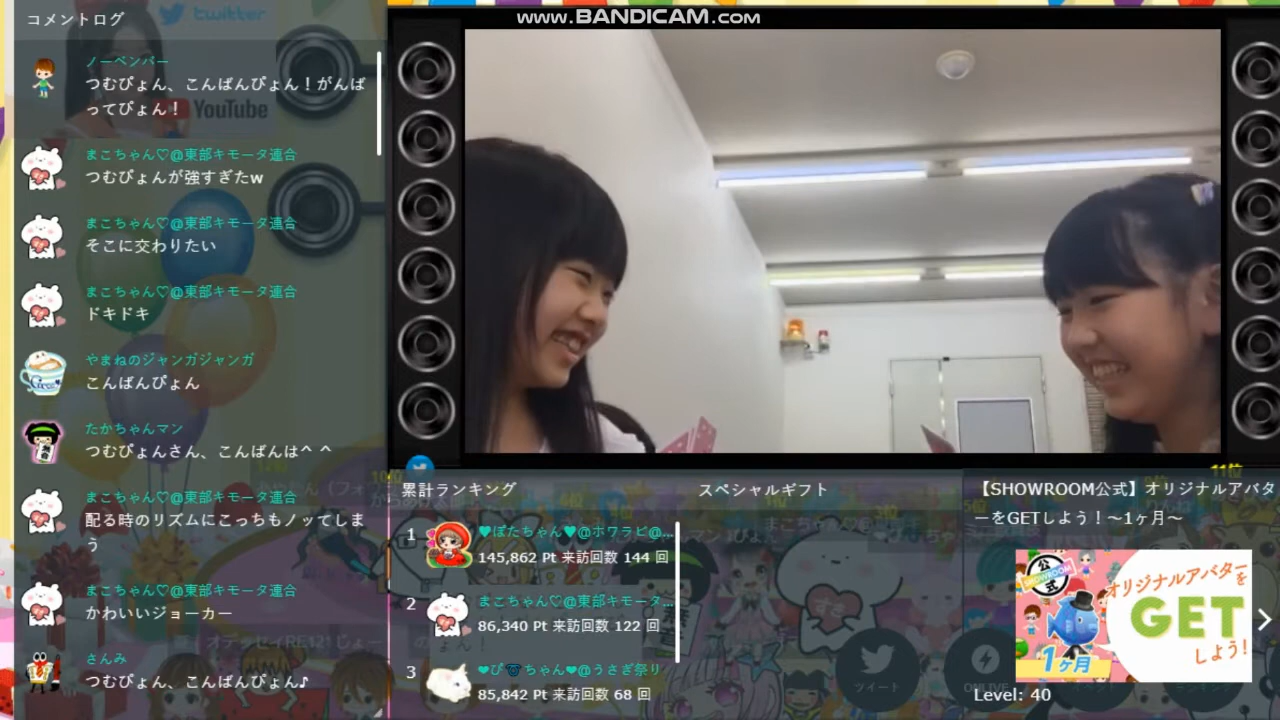 www.BANDICAM.com
コメントログ
twitter
ノーベンバー
つむぴょん、こんばんぴょん！がんば
ってぴょん！
YouTube
まこちゃん♡@東部キモータ連合
つむぴょんが強すぎたw
まこちゃん♡@東部キモータ連合
そこに交わりたい
まこちゃん♡@東部キモータ連合
ドキドキ
やまねのジャンガジャンガ
こんばんぴょん
たかちゃんマン
つむぴょんさん、こんばんは^ ^
まこちゃん♡@東部キモータ連合
配る時のリズムにこっちもノッてしま
う
まこちゃん♡@東部キモータ連合
かわいいジョーカー
さんみ
つむぴょん、こんばんぴょん♪
累計ランキング
1
♥ぽたちゃん♥@ホワラビ@...
145,862 Pt 来訪回数 144 回
2
まこちゃん♡@東部キモータ...
86,340 Pt 来訪回数 122 回
3
85,842 Pt 来訪回数 68 回
スペシャルギフト
11位
【SHOWROOM公式】オリジナルアバタ
ーをGETしよう！～1ヶ月～
公式
SHOWROOM
オリジナルアバターを
GET
しよう！
1ヶ月
ツイート
Level: 40